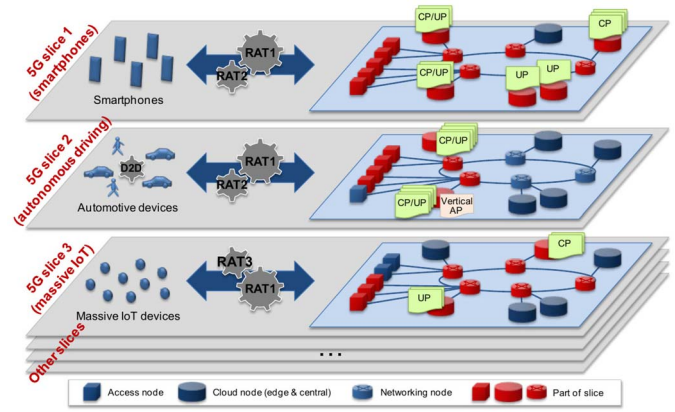 5G slice 1
(smartphones)
Smartphones
RAT1
RAT2
CP/UP
CP
CP/UP
UP
UP
5G slice 2
(autonomous driving)
D2D
Automotive devices
RAT1
RAT2
CP/UP
CP/UP
Vertical
AP
5G slice 3
(massive IoT)
Massive IoT devices
RAT3
RAT1
CP
UP
Other slices
...
Access node
Cloud node (edge & central)
Networking node
Part of slice